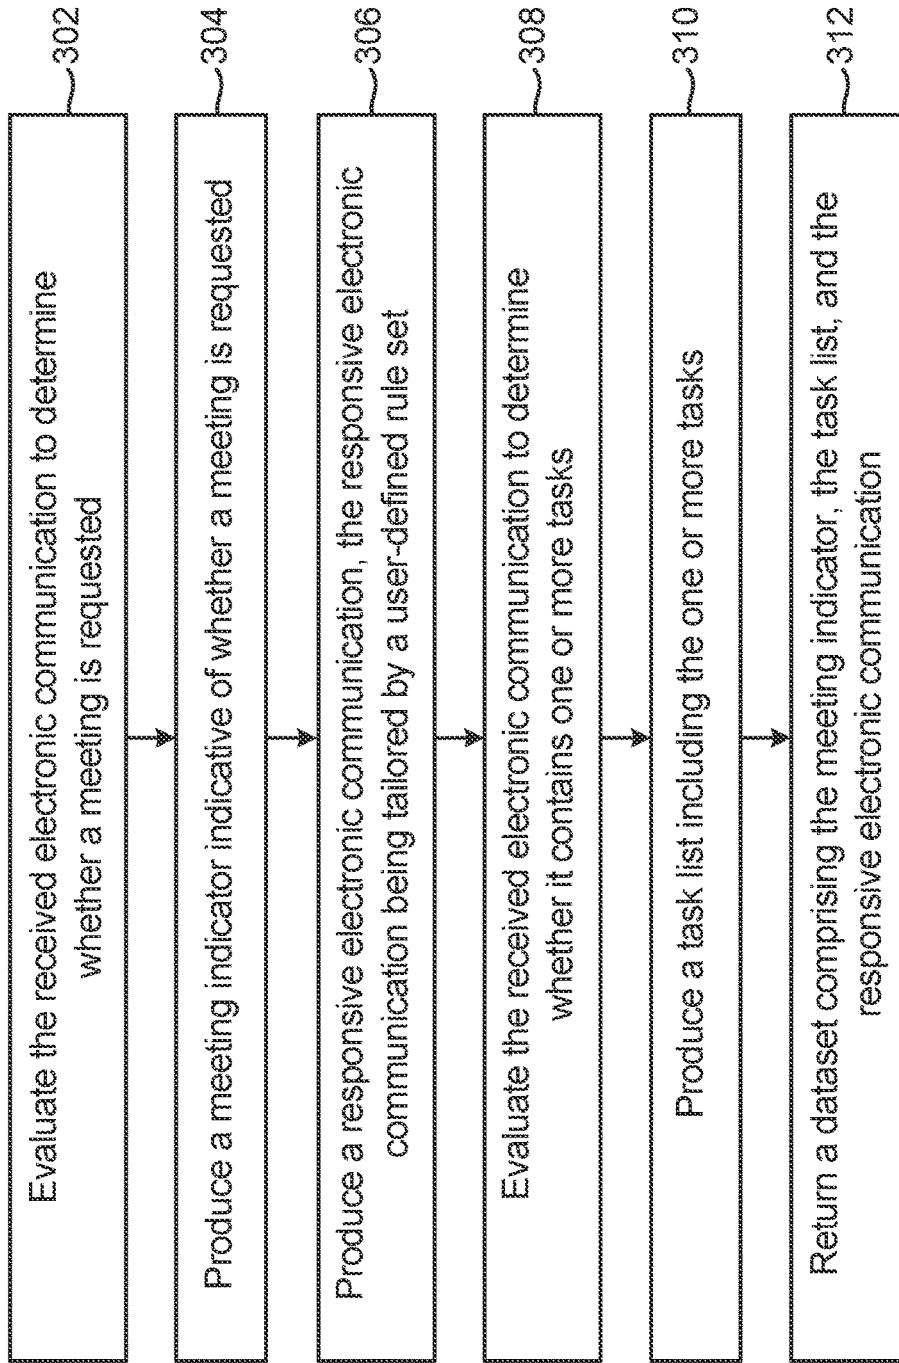 Evaluate the received electronic communication to determine
whether a meeting is requested
302
Produce a meeting indicator indicative of whether a meeting is requested
304
Produce a responsive electronic communication, the responsive electronic
communication being tailored by a user-defined rule set
306
Evaluate the received electronic communication to determine
whether it contains one or more tasks
308
Produce a task list including the one or more tasks
310
Return a dataset comprising the meeting indicator, the task list, and the
responsive electronic communication
312